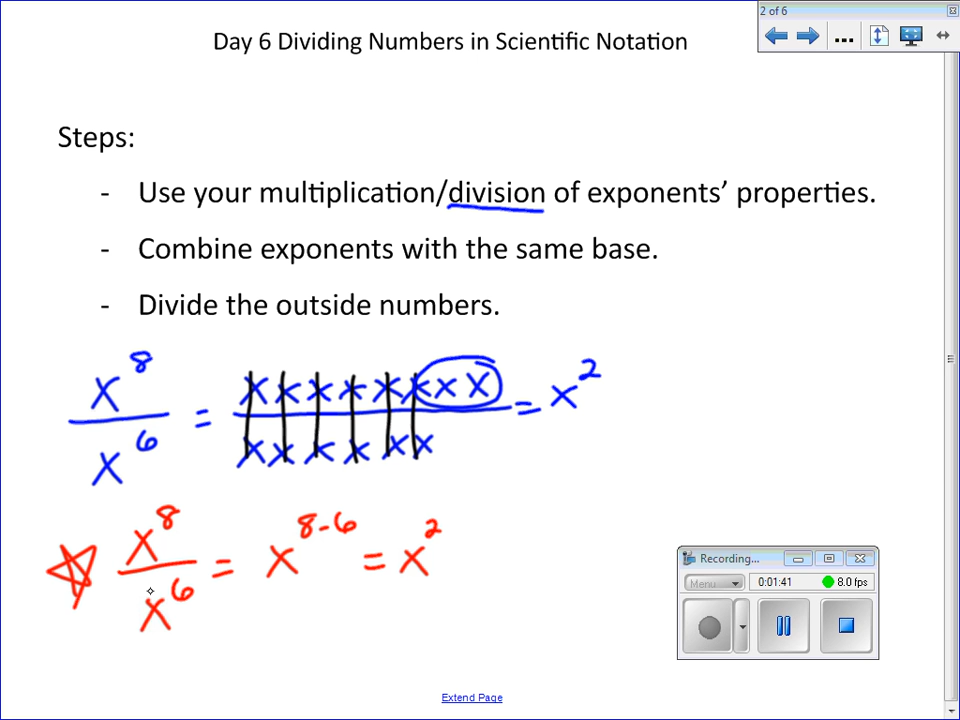 2 of 6
Day 6 Dividing Numbers in Scientific Notation
Steps:
- Use your multiplication/division of exponents' properties.
- Combine exponents with the same base.
- Divide the outside numbers.
x^8 / x^6 = xxxxxxxx / xxxxxx = x^2
x^8 / x^6 = x^(8-6) = x^2
Recording...
Menu 0:01:41 8.0 fps
Extend Page